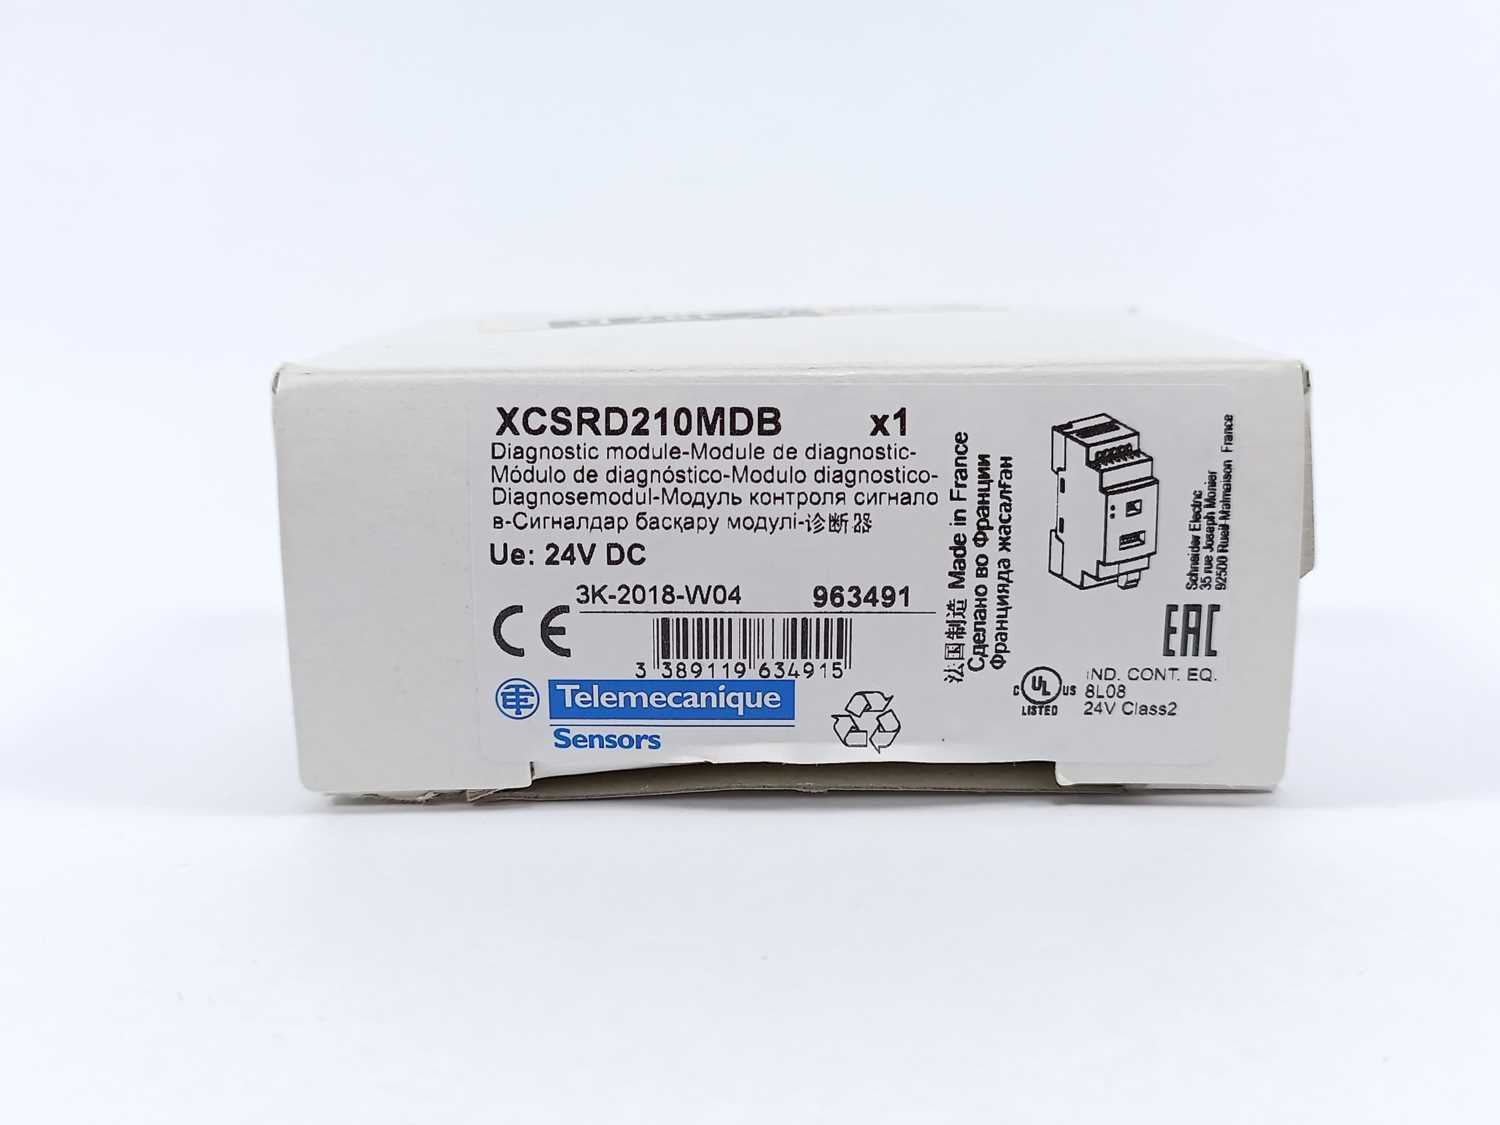 XCSRD210MDB x1
Diagnostic module-Module de diagnostic-
Módulo de diagnóstico-Modulo diagnostico-
Diagnosemodul-Модуль контроля сигнало
в-Сигналдар басқару модулі-诊断器
Ue: 24V DC
3K-2018-W04 963491
CE
3 389119 634915
Telemecanique
Sensors
法国制造 Made in France
Сделано во Франции
Францияда жасалған
Schneider Electric
35 rue Joseph Monier
92500 Rueil-Malmaison France
EAC
C UL US
LISTED
IND. CONT. EQ.
8L08
24V Class2